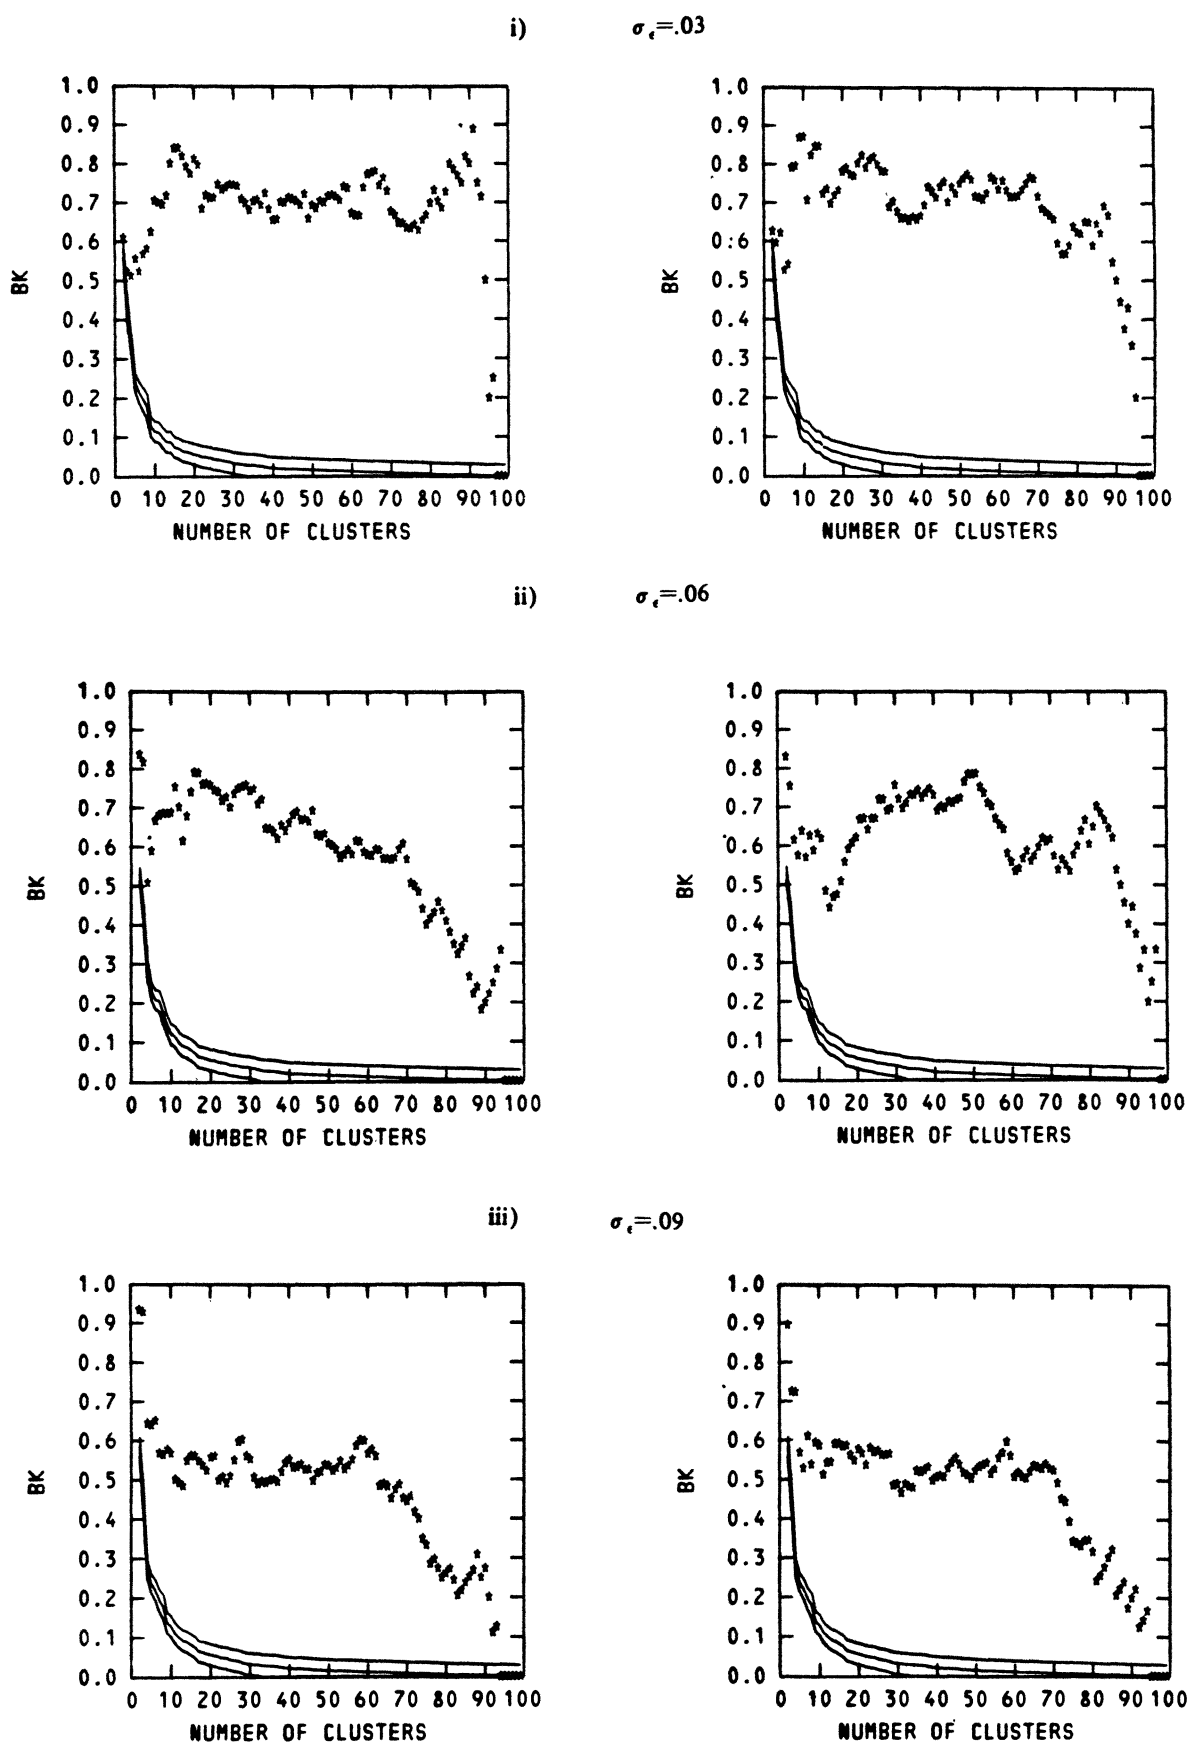 i) σ ε=.03
1.0 1.0
0.9 0.9
0.8 0.8
0.7 0.7
0.6 0:6
BK BK
0.5 0.5
0.4 0.4
0.3 0.3
0.2 0.2
0.1 0.1
0.0 0.0
0 10 20 30 40 50 60 70 80 90 100 0 10 20 30 40 50 60 70 80 90 100
NUMBER OF CLUSTERS NUMBER OF CLUSTERS
ii) σ ε=.06
1.0 1.0
0.9 0.9
0.8 0.8
0.7 0.7
0.6 0.6
BK BK
0.5 0.5
0.4 0.4
0.3 0.3
0.2 0.2
0.1 0.1
0.0 0.0
0 10 20 30 40 50 60 70 80 90 100 0 10 20 30 40 50 60 70 80 90 100
NUMBER OF CLUSTERS NUMBER OF CLUSTERS
iii) σ ε=.09
1.0 1.0
0.9 0.9
0.8 0.8
0.7 0.7
0.6 0.6
BK BK
0.5 0.5
0.4 0.4
0.3 0.3
0.2 0.2
0.1 0.1
0.0 0.0
0 10 20 30 40 50 60 70 80 90 100 0 10 20 30 40 50 60 70 80 90 100
NUMBER OF CLUSTERS NUMBER OF CLUSTERS